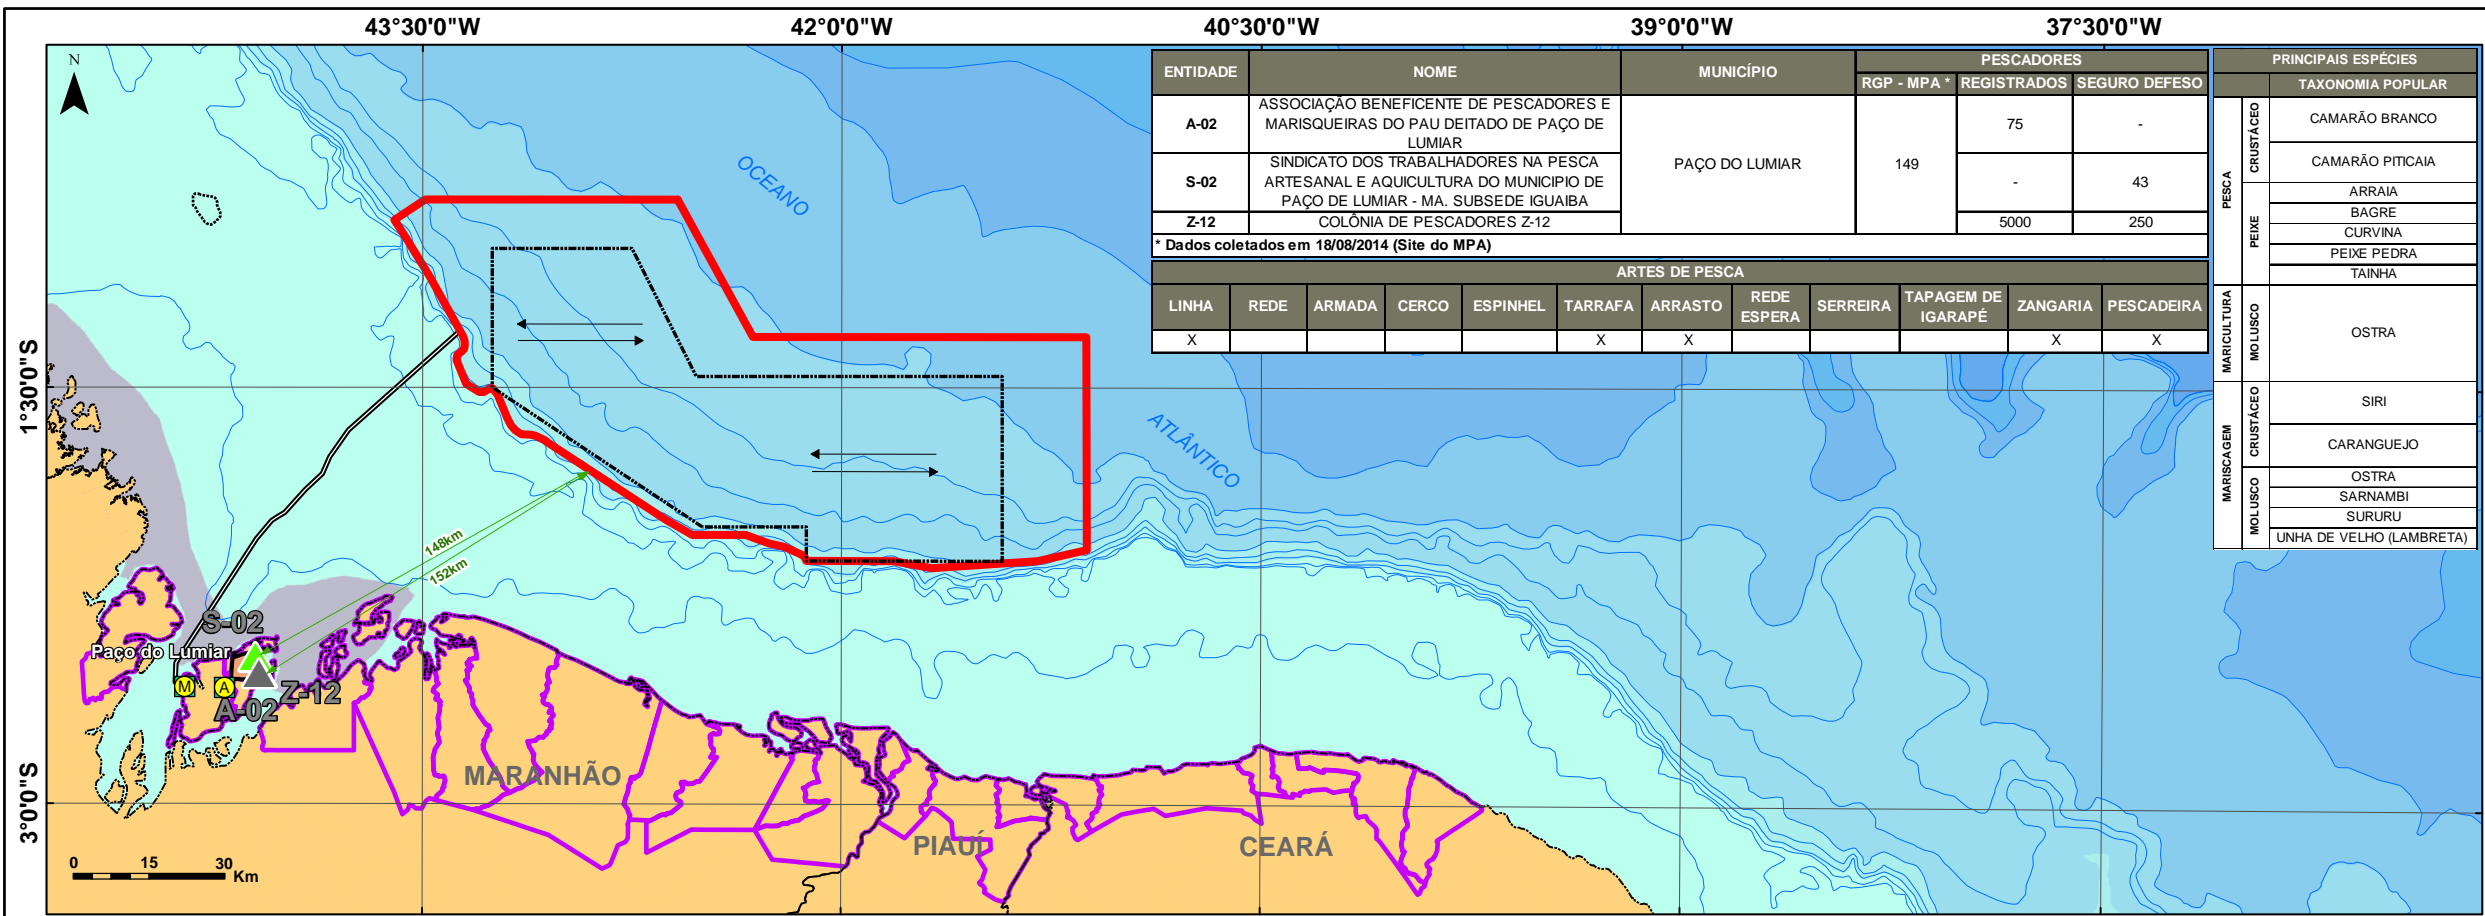 43°30'0"W
42°0'0"W
40°30'0"W
39°0'0"W
37°30'0"W
N
ENTIDADE
NOME
MUNICÍPIO
PESCADORES
RGP - MPA *
REGISTRADOS
SEGURO DEFESO
A-02
ASSOCIAÇÃO BENEFICENTE DE PESCADORES E
MARISQUEIRAS DO PAU DEITADO DE PAÇO DE
LUMIAR
75
-
S-02
SINDICATO DOS TRABALHADORES NA PESCA
ARTESANAL E AQUICULTURA DO MUNICIPIO DE
PAÇO DE LUMIAR - MA. SUBSEDE IGUAIBA
PAÇO DO LUMIAR
149
-
43
Z-12
COLÔNIA DE PESCADORES Z-12
5000
250
* Dados coletados em 18/08/2014 (Site do MPA)
ARTES DE PESCA
LINHA
REDE
ARMADA
CERCO
ESPINHEL
TARRAFA
ARRASTO
REDE
ESPERA
SERREIRA
TAPAGEM DE
IGARAPÉ
ZANGARIA
PESCADEIRA
X
X
X
X
X
PRINCIPAIS ESPÉCIES
TAXONOMIA POPULAR
PESCA
CRUSTÁCEO
CAMARÃO BRANCO
CAMARÃO PITICAIA
PEIXE
ARRAIA
BAGRE
CURVINA
PEIXE PEDRA
TAINHA
MARICULTURA
MOLUSCO
OSTRA
MARISCAGEM
CRUSTÁCEO
SIRI
CARANGUEJO
MOLUSCO
OSTRA
SARNAMBI
SURURU
UNHA DE VELHO (LAMBRETA)
OCEANO
ATLÂNTICO
1°30'0"S
3°0'0"S
148km
152km
S-02
Paço do Lumiar
M
A
Z-12
A-02
MARANHÃO
PIAUÍ
CEARÁ
0
15
30
Km